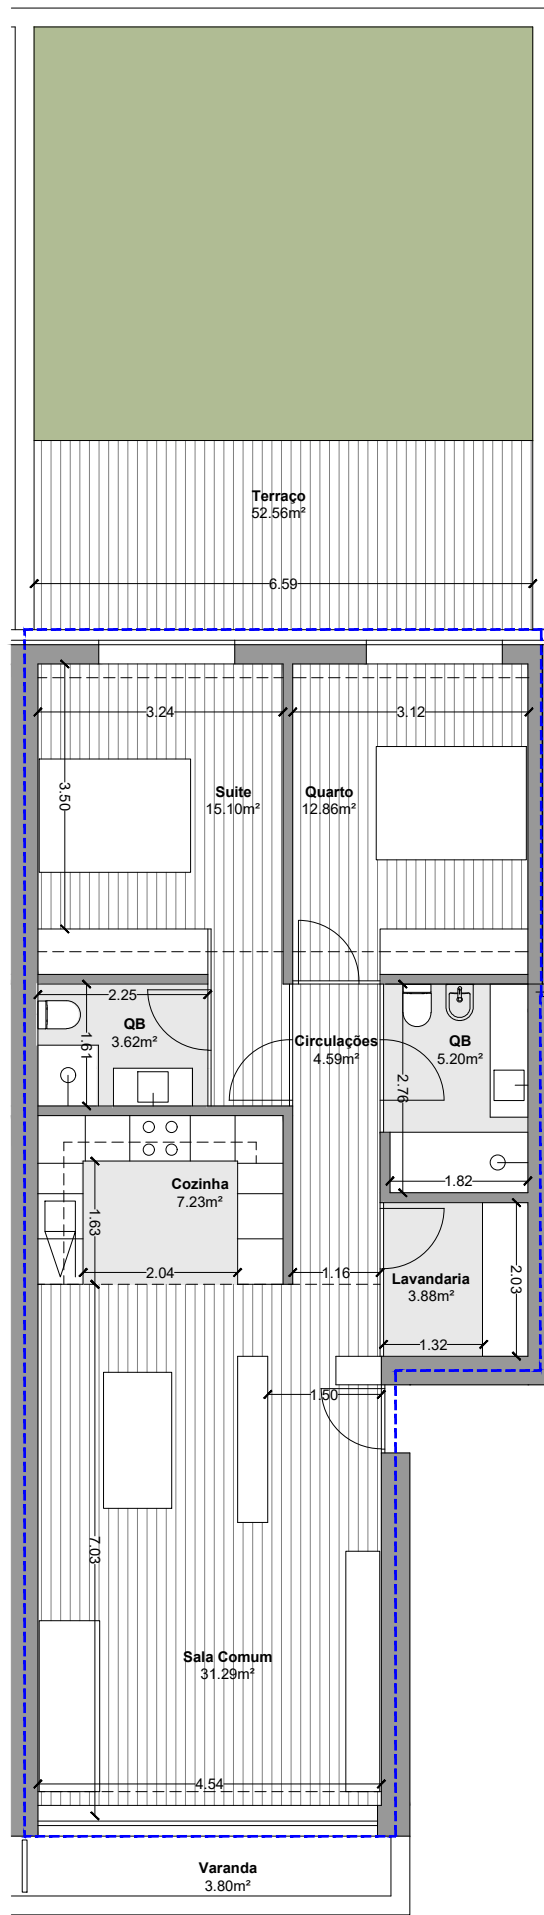 Terraço
52.56m²
6.59
3.24
3.12
3.50
Suite
15.10m²
Quarto
12.86m²
2.25
QB
3.62m²
1.61
Circulações
4.59m²
QB
5.20m²
2.76
1.82
Cozinha
7.23m²
1.63
2.04
1.16
Lavandaria
3.88m²
2.03
1.32
1.50
7.03
Sala Comum
31.29m²
4.54
Varanda
3.80m²